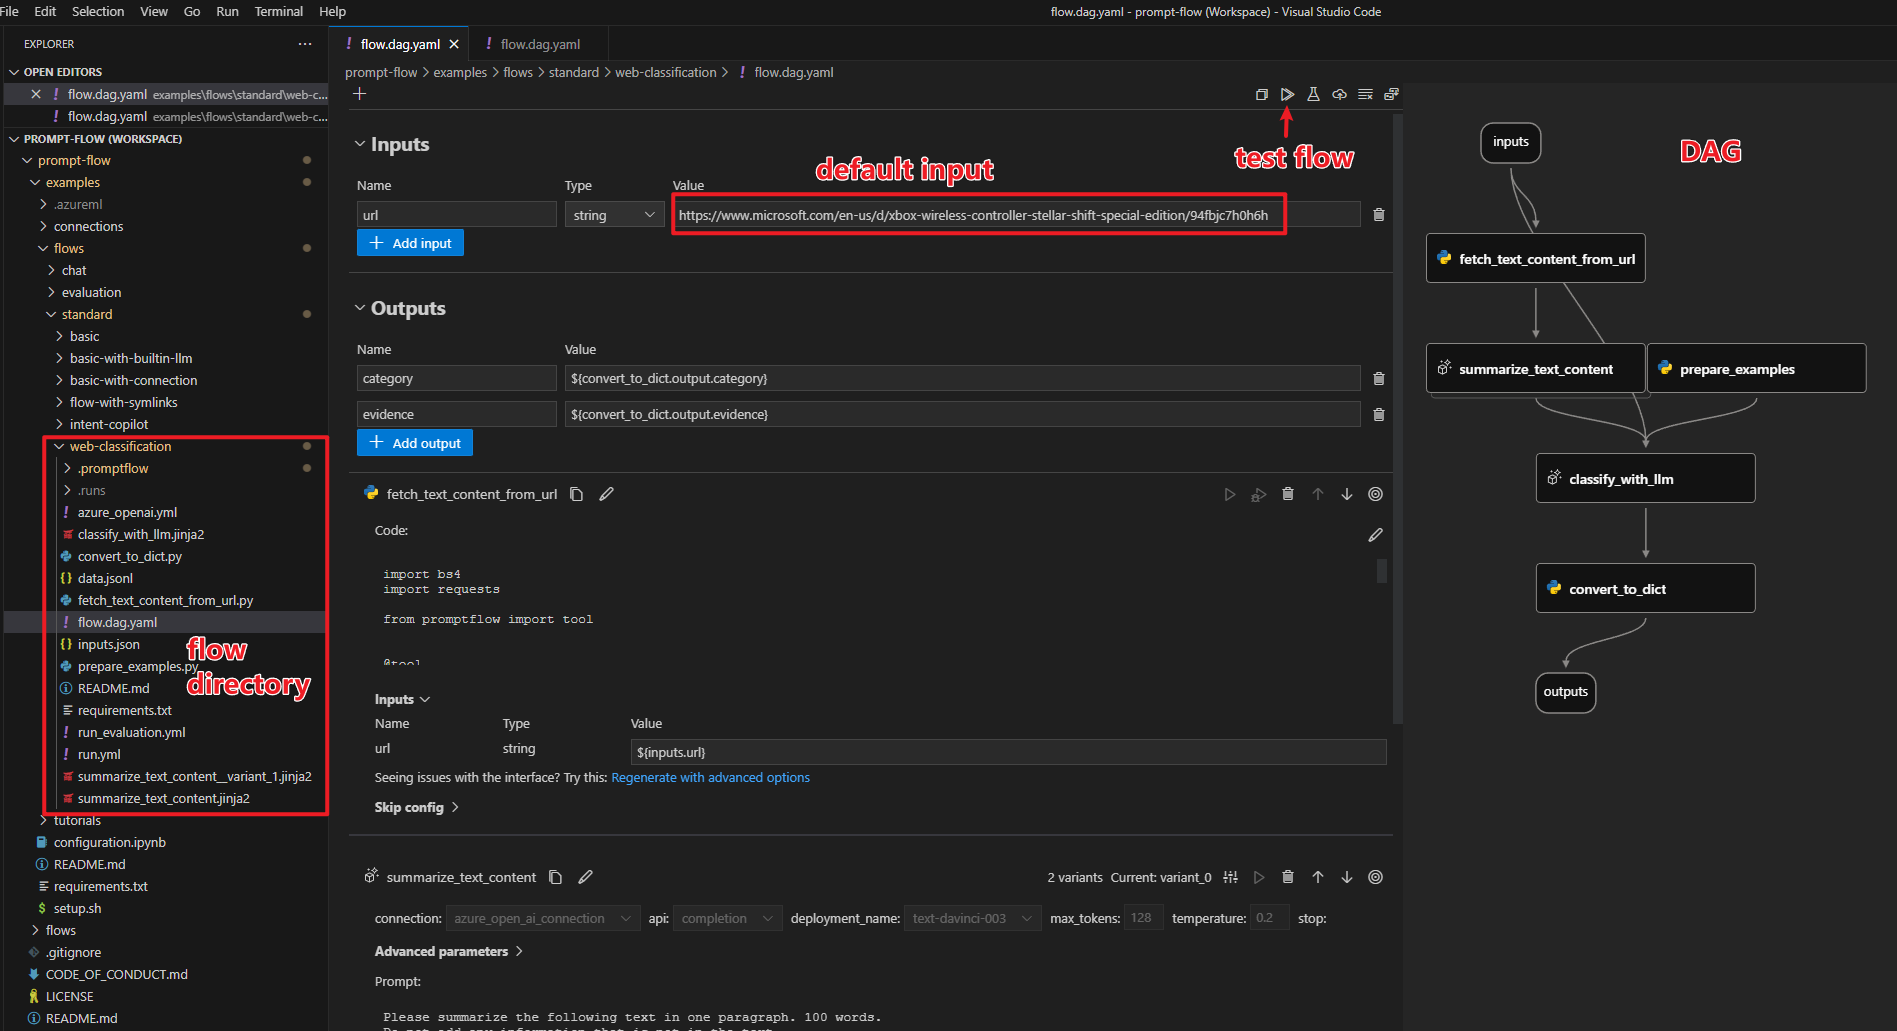 File Edit Selection View Go Run Terminal Help
flow.dag.yaml - prompt-flow (Workspace) - Visual Studio Code
EXPLORER
OPEN EDITORS
flow.dag.yaml examples\flows\standard\web-c...
flow.dag.yaml examples\flows\standard\web-c...
PROMPT-FLOW (WORKSPACE)
prompt-flow
examples
.azureml
connections
flows
chat
evaluation
standard
basic
basic-with-builtin-llm
basic-with-connection
flow-with-symlinks
intent-copilot
web-classification
.promptflow
.runs
azure_openai.yml
classify_with_llm.jinja2
convert_to_dict.py
data.jsonl
fetch_text_content_from_url.py
flow.dag.yaml
inputs.json
prepare_examples.py
README.md
requirements.txt
run_evaluation.yml
run.yml
summarize_text_content__variant_1.jinja2
summarize_text_content.jinja2
flow
directory
tutorials
configuration.ipynb
README.md
requirements.txt
setup.sh
flows
.gitignore
CODE_OF_CONDUCT.md
LICENSE
README.md
flow.dag.yaml
flow.dag.yaml
prompt-flow > examples > flows > standard > web-classification > ! flow.dag.yaml
test flow
Inputs
default input
Name Type Value
url string https://www.microsoft.com/en-us/d/xbox-wireless-controller-stellar-shift-special-edition/94fbjc7h0h6h
Add input
Outputs
Name Value
category ${convert_to_dict.output.category}
evidence ${convert_to_dict.output.evidence}
Add output
fetch_text_content_from_url
Code:
import bs4
import requests
from promptflow import tool
@tool
Inputs
Name Type Value
url string ${inputs.url}
Seeing issues with the interface? Try this: Regenerate with advanced options
Skip config
summarize_text_content
2 variants Current: variant_0
connection: azure_open_ai_connection api: completion deployment_name: text-davinci-003 max_tokens: 128 temperature: 0.2 stop:
Advanced parameters
Prompt:
Please summarize the following text in one paragraph. 100 words.
Do not add any information that is not in the text.
DAG
inputs
fetch_text_content_from_url
summarize_text_content
prepare_examples
classify_with_llm
convert_to_dict
outputs